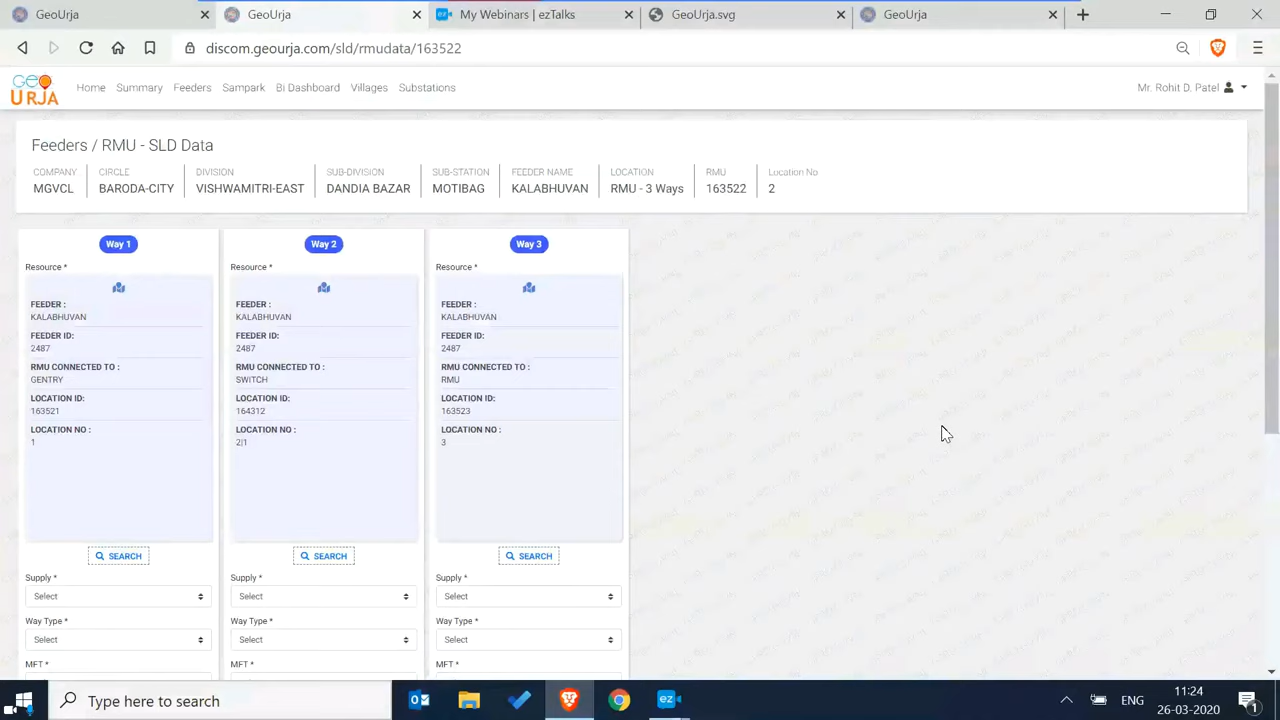 GeoUrja
GeoUrja
My Webinars | ezTalks
GeoUrja.svg
GeoUrja
discom.geourja.com/sld/rmudata/163522
GEO
URJA
Home Summary Feeders Sampark Bi Dashboard Villages Substations
Mr. Rohit D. Patel
Feeders / RMU - SLD Data
COMPANY CIRCLE DIVISION SUB-DIVISION SUB-STATION FEEDER NAME LOCATION RMU Location No
MGVCL BARODA-CITY VISHWAMITRI-EAST DANDIA BAZAR MOTIBAG KALABHUVAN RMU - 3 Ways 163522 2
Way 1
Resource *
FEEDER :
KALABHUVAN
FEEDER ID:
2487
RMU CONNECTED TO :
GENTRY
LOCATION ID:
163521
LOCATION NO :
1
SEARCH
Supply *
Select
Way Type *
Select
MFT *
Way 2
Resource *
FEEDER :
KALABHUVAN
FEEDER ID:
2487
RMU CONNECTED TO :
SWITCH
LOCATION ID:
164312
LOCATION NO :
2|1
SEARCH
Supply *
Select
Way Type *
Select
MFT *
Way 3
Resource *
FEEDER :
KALABHUVAN
FEEDER ID:
2487
RMU CONNECTED TO :
RMU
LOCATION ID:
163523
LOCATION NO :
3
SEARCH
Supply *
Select
Way Type *
Select
MFT *
Type here to search
ez
ENG
11:24
26-03-2020
1